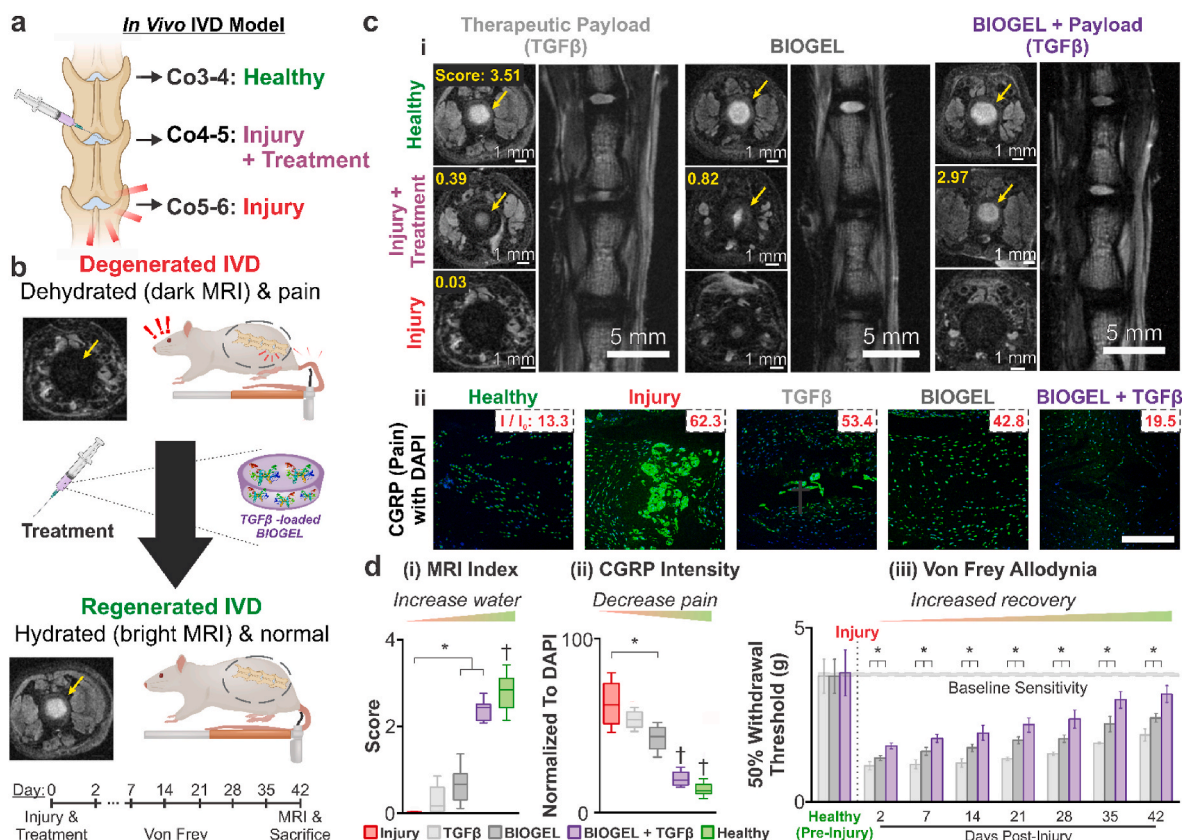 a
In Vivo IVD Model
Co3-4: Healthy
Co4-5: Injury
+ Treatment
Co5-6: Injury
b
Degenerated IVD
Dehydrated (dark MRI) & pain
!!!
Treatment
TGFβ -loaded
BIOGEL
Regenerated IVD
Hydrated (bright MRI) & normal
Day: 0 2 ... 7 14 21 28 35 42
Injury &
Treatment
Von Frey
MRI &
Sacrifice
c
Therapeutic Payload
(TGFβ)
BIOGEL
BIOGEL + Payload
(TGFβ)
i
Healthy
Score: 3.51
1 mm
1 mm
1 mm
Injury +
Treatment
0.39
1 mm
0.82
1 mm
2.97
1 mm
Injury
0.03
1 mm
5 mm
1 mm
5 mm
1 mm
5 mm
ii
Healthy
Injury
TGFβ
BIOGEL
BIOGEL + TGFβ
CGRP (Pain)
with DAPI
I / I₀: 13.3
62.3
53.4
42.8
19.5
d
(i) MRI Index
Increase water
Score
4
2
0
*
†
(ii) CGRP Intensity
Decrease pain
Normalized To DAPI
100
0
*
†
†
Injury
TGFβ
BIOGEL
BIOGEL + TGFβ
Healthy
(iii) Von Frey Allodynia
Increased recovery
50% Withdrawal
Threshold (g)
5
0
Injury
* * * * * * *
Baseline Sensitivity
Healthy
(Pre-Injury)
2 7 14 21 28 35 42
Days Post-Injury